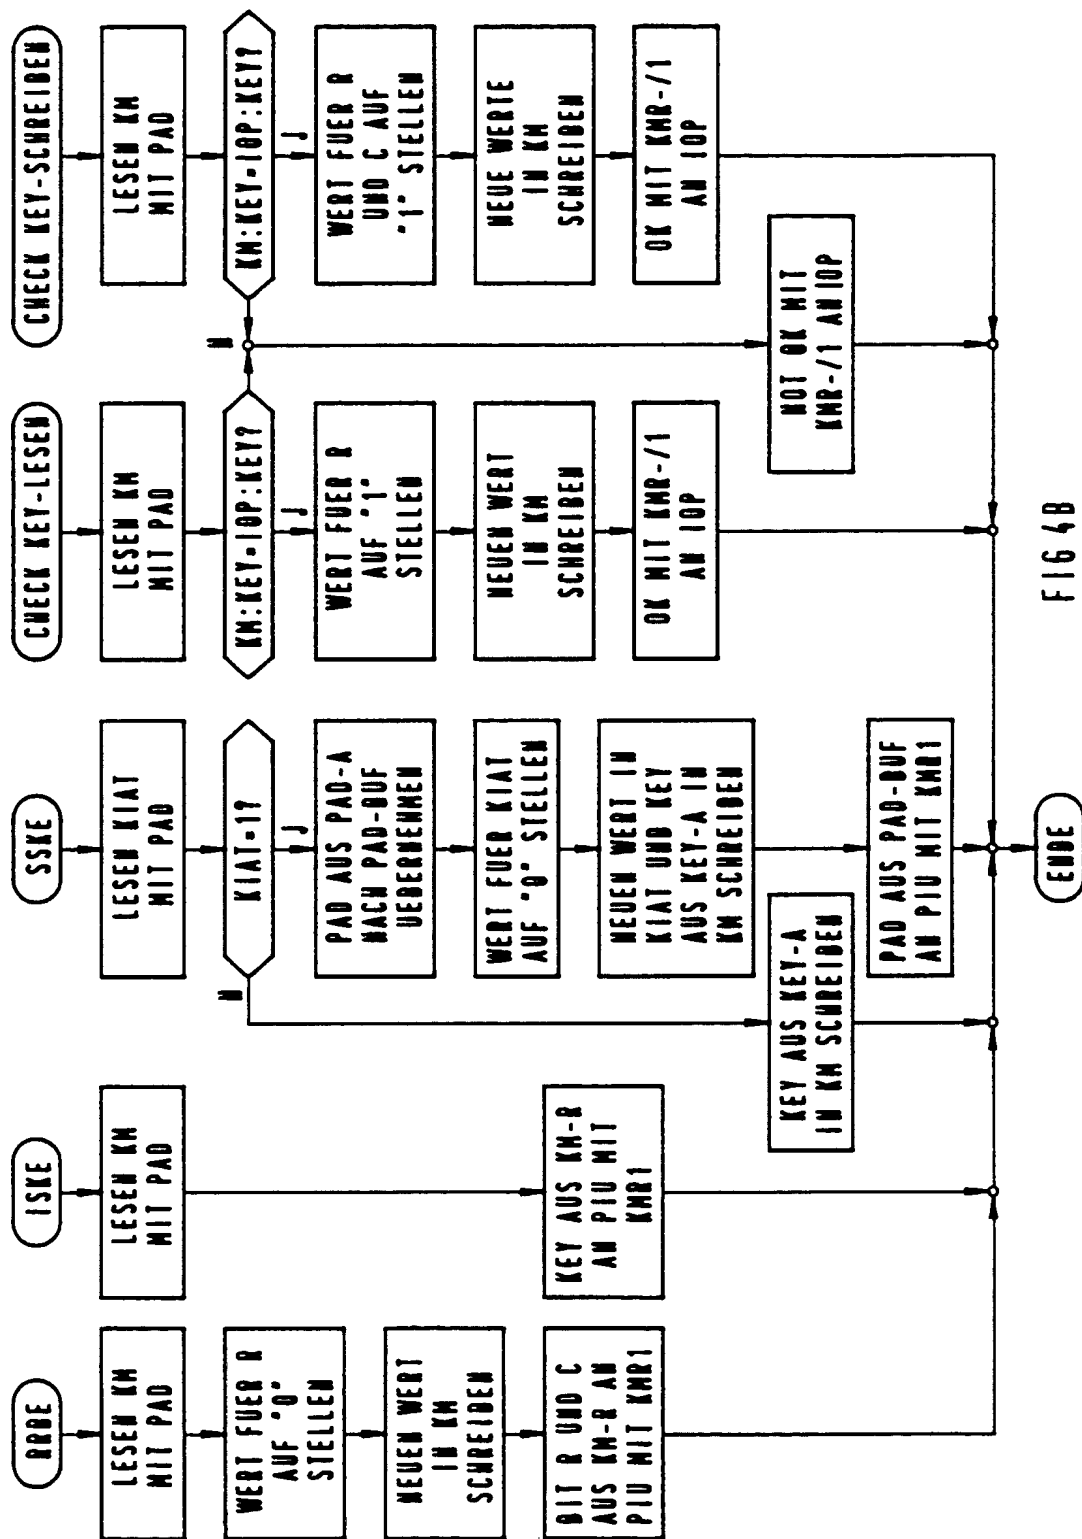 RRBE
LESEN KM
MIT PAD
WERT FUER R
AUF "0"
STELLEN
NEUEN WERT
IN KM
SCHREIBEN
BIT R UND C
AUS KM-R AN
PIU MIT KMR1
ISKE
LESEN KM
MIT PAD
KEY AUS KM-R
AN PIU MIT
KMR1
SSKE
LESEN KIAT
MIT PAD
KIAT=1?
N
J
PAD AUS PAD-A
NACH PAD-BUF
UEBERNEHMEN
WERT FUER KIAT
AUF "0" STELLEN
NEUEN WERT IN
KIAT UND KEY
AUS KEY-A IN
KM SCHREIBEN
KEY AUS KEY-A
IN KM SCHREIBEN
PAD AUS PAD-BUF
AN PIU MIT KMR1
CHECK KEY-LESEN
LESEN KM
MIT PAD
KM:KEY=IOP:KEY?
J
WERT FUER R
AUF "1"
STELLEN
NEUEN WERT
IN KM
SCHREIBEN
OK MIT KMR-/1
AN IOP
N
NOT OK MIT
KMR-/1 AN IOP
CHECK KEY-SCHREIBEN
LESEN KM
MIT PAD
KM:KEY=IOP:KEY?
J
WERT FUER R
UND C AUF
"1" STELLEN
NEUE WERTE
IN KM
SCHREIBEN
OK MIT KMR-/1
AN IOP
ENDE
FIG 4B